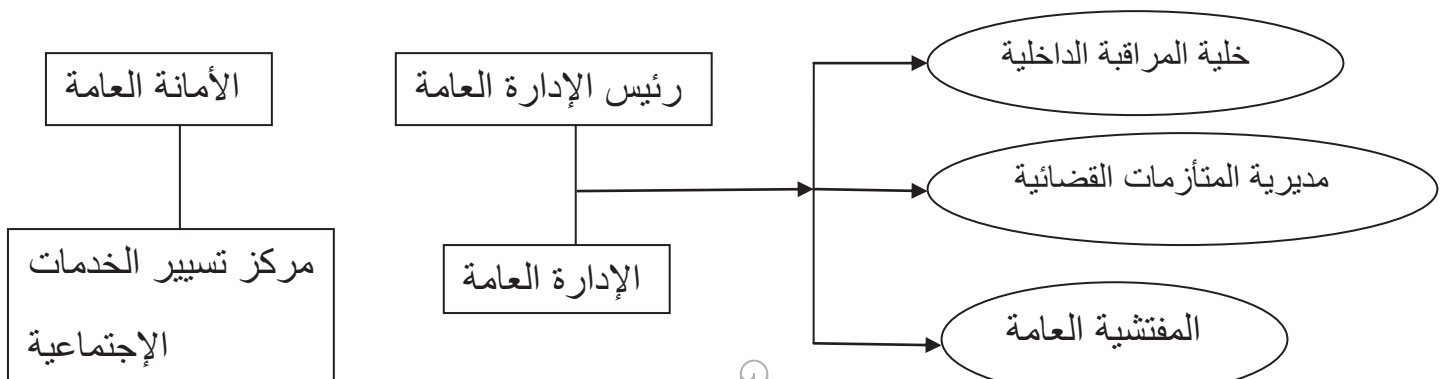 خلية المراقبة الداخلية
رئيس الإدارة العامة
الأمانة العامة
مديرية المتأزمات القضائية
الإدارة العامة
مركز تسيير الخدمات
الإجتماعية
المفتشية العامة